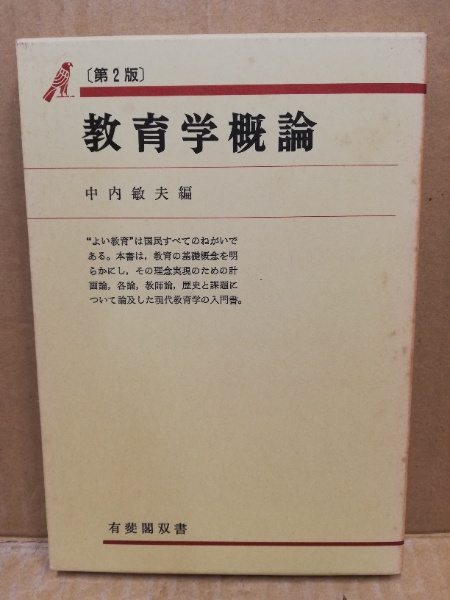 〔第2版〕
教育学概論
中内敏夫編
“よい教育”は国民すべてのねがいで
ある。本書は，教育の基礎概念を明
らかにし，その理念実現のための計
画論，各論，教師論，歴史と課題に
ついて論及した現代教育学の入門書。
有斐閣双書